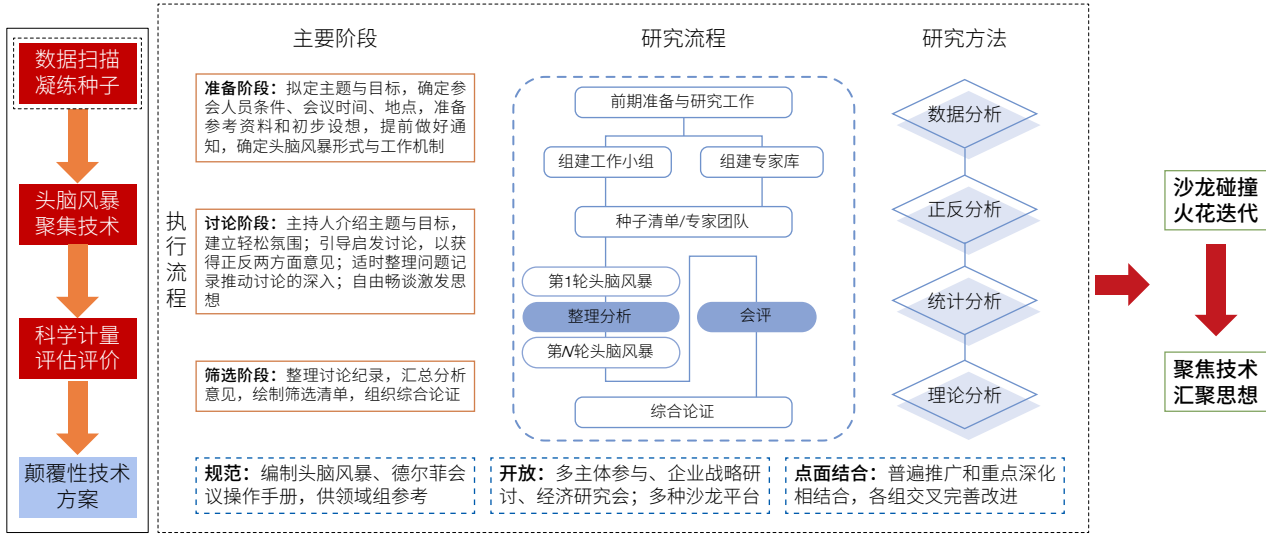 数据扫描
凝练种子
头脑风暴
聚集技术
科学计量
评估评价
颠覆性技术
方案
执行流程
主要阶段
准备阶段：拟定主题与目标，确定参
会人员条件、会议时间、地点，准备
参考资料和初步设想，提前做好通
知，确定头脑风暴形式与工作机制
讨论阶段：主持人介绍主题与目标，
建立轻松氛围；引导启发讨论，以获
得正反两方面意见；适时整理问题记
录推动讨论的深入；自由畅谈激发思
想
筛选阶段：整理讨论纪录，汇总分析
意见，绘制筛选清单，组织综合论证
研究流程
前期准备与研究工作
组建工作小组
组建专家库
种子清单/专家团队
第1轮头脑风暴
整理分析
会评
第N轮头脑风暴
综合论证
研究方法
数据分析
正反分析
统计分析
理论分析
规范：编制头脑风暴、德尔菲会
议操作手册，供领域组参考
开放：多主体参与、企业战略研
讨、经济研究会；多种沙龙平台
点面结合：普遍推广和重点深化
相结合，各组交叉完善改进
沙龙碰撞
火花迭代
聚焦技术
汇聚思想